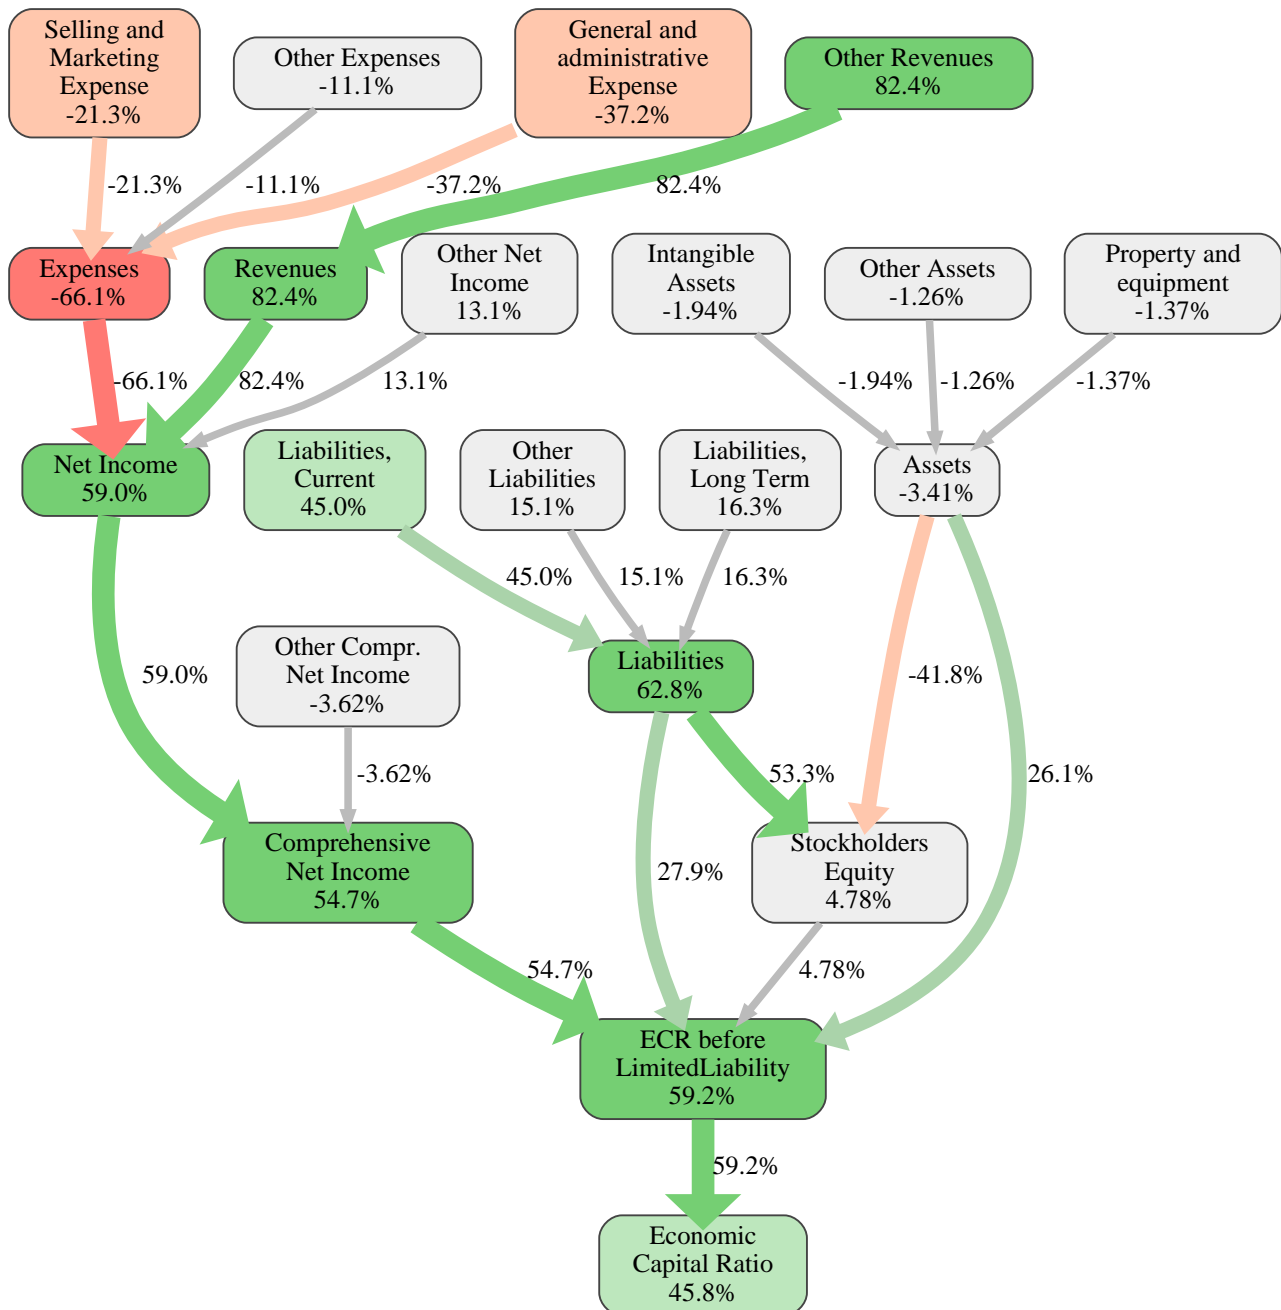 Selling and
Marketing
Expense
-21.3%
Other Expenses
-11.1%
General and
administrative
Expense
-37.2%
Other Revenues
82.4%
-21.3%
-11.1%
-37.2%
82.4%
Expenses
-66.1%
Revenues
82.4%
Other Net
Income
13.1%
Intangible
Assets
-1.94%
Other Assets
-1.26%
Property and
equipment
-1.37%
-66.1%
82.4%
13.1%
-1.94%
-1.26%
-1.37%
Net Income
59.0%
Liabilities,
Current
45.0%
Other
Liabilities
15.1%
Liabilities,
Long Term
16.3%
Assets
-3.41%
45.0%
15.1%
16.3%
59.0%
Other Compr.
Net Income
-3.62%
Liabilities
62.8%
-41.8%
-3.62%
53.3%
26.1%
Comprehensive
Net Income
54.7%
27.9%
Stockholders
Equity
4.78%
54.7%
4.78%
ECR before
LimitedLiability
59.2%
59.2%
Economic
Capital Ratio
45.8%